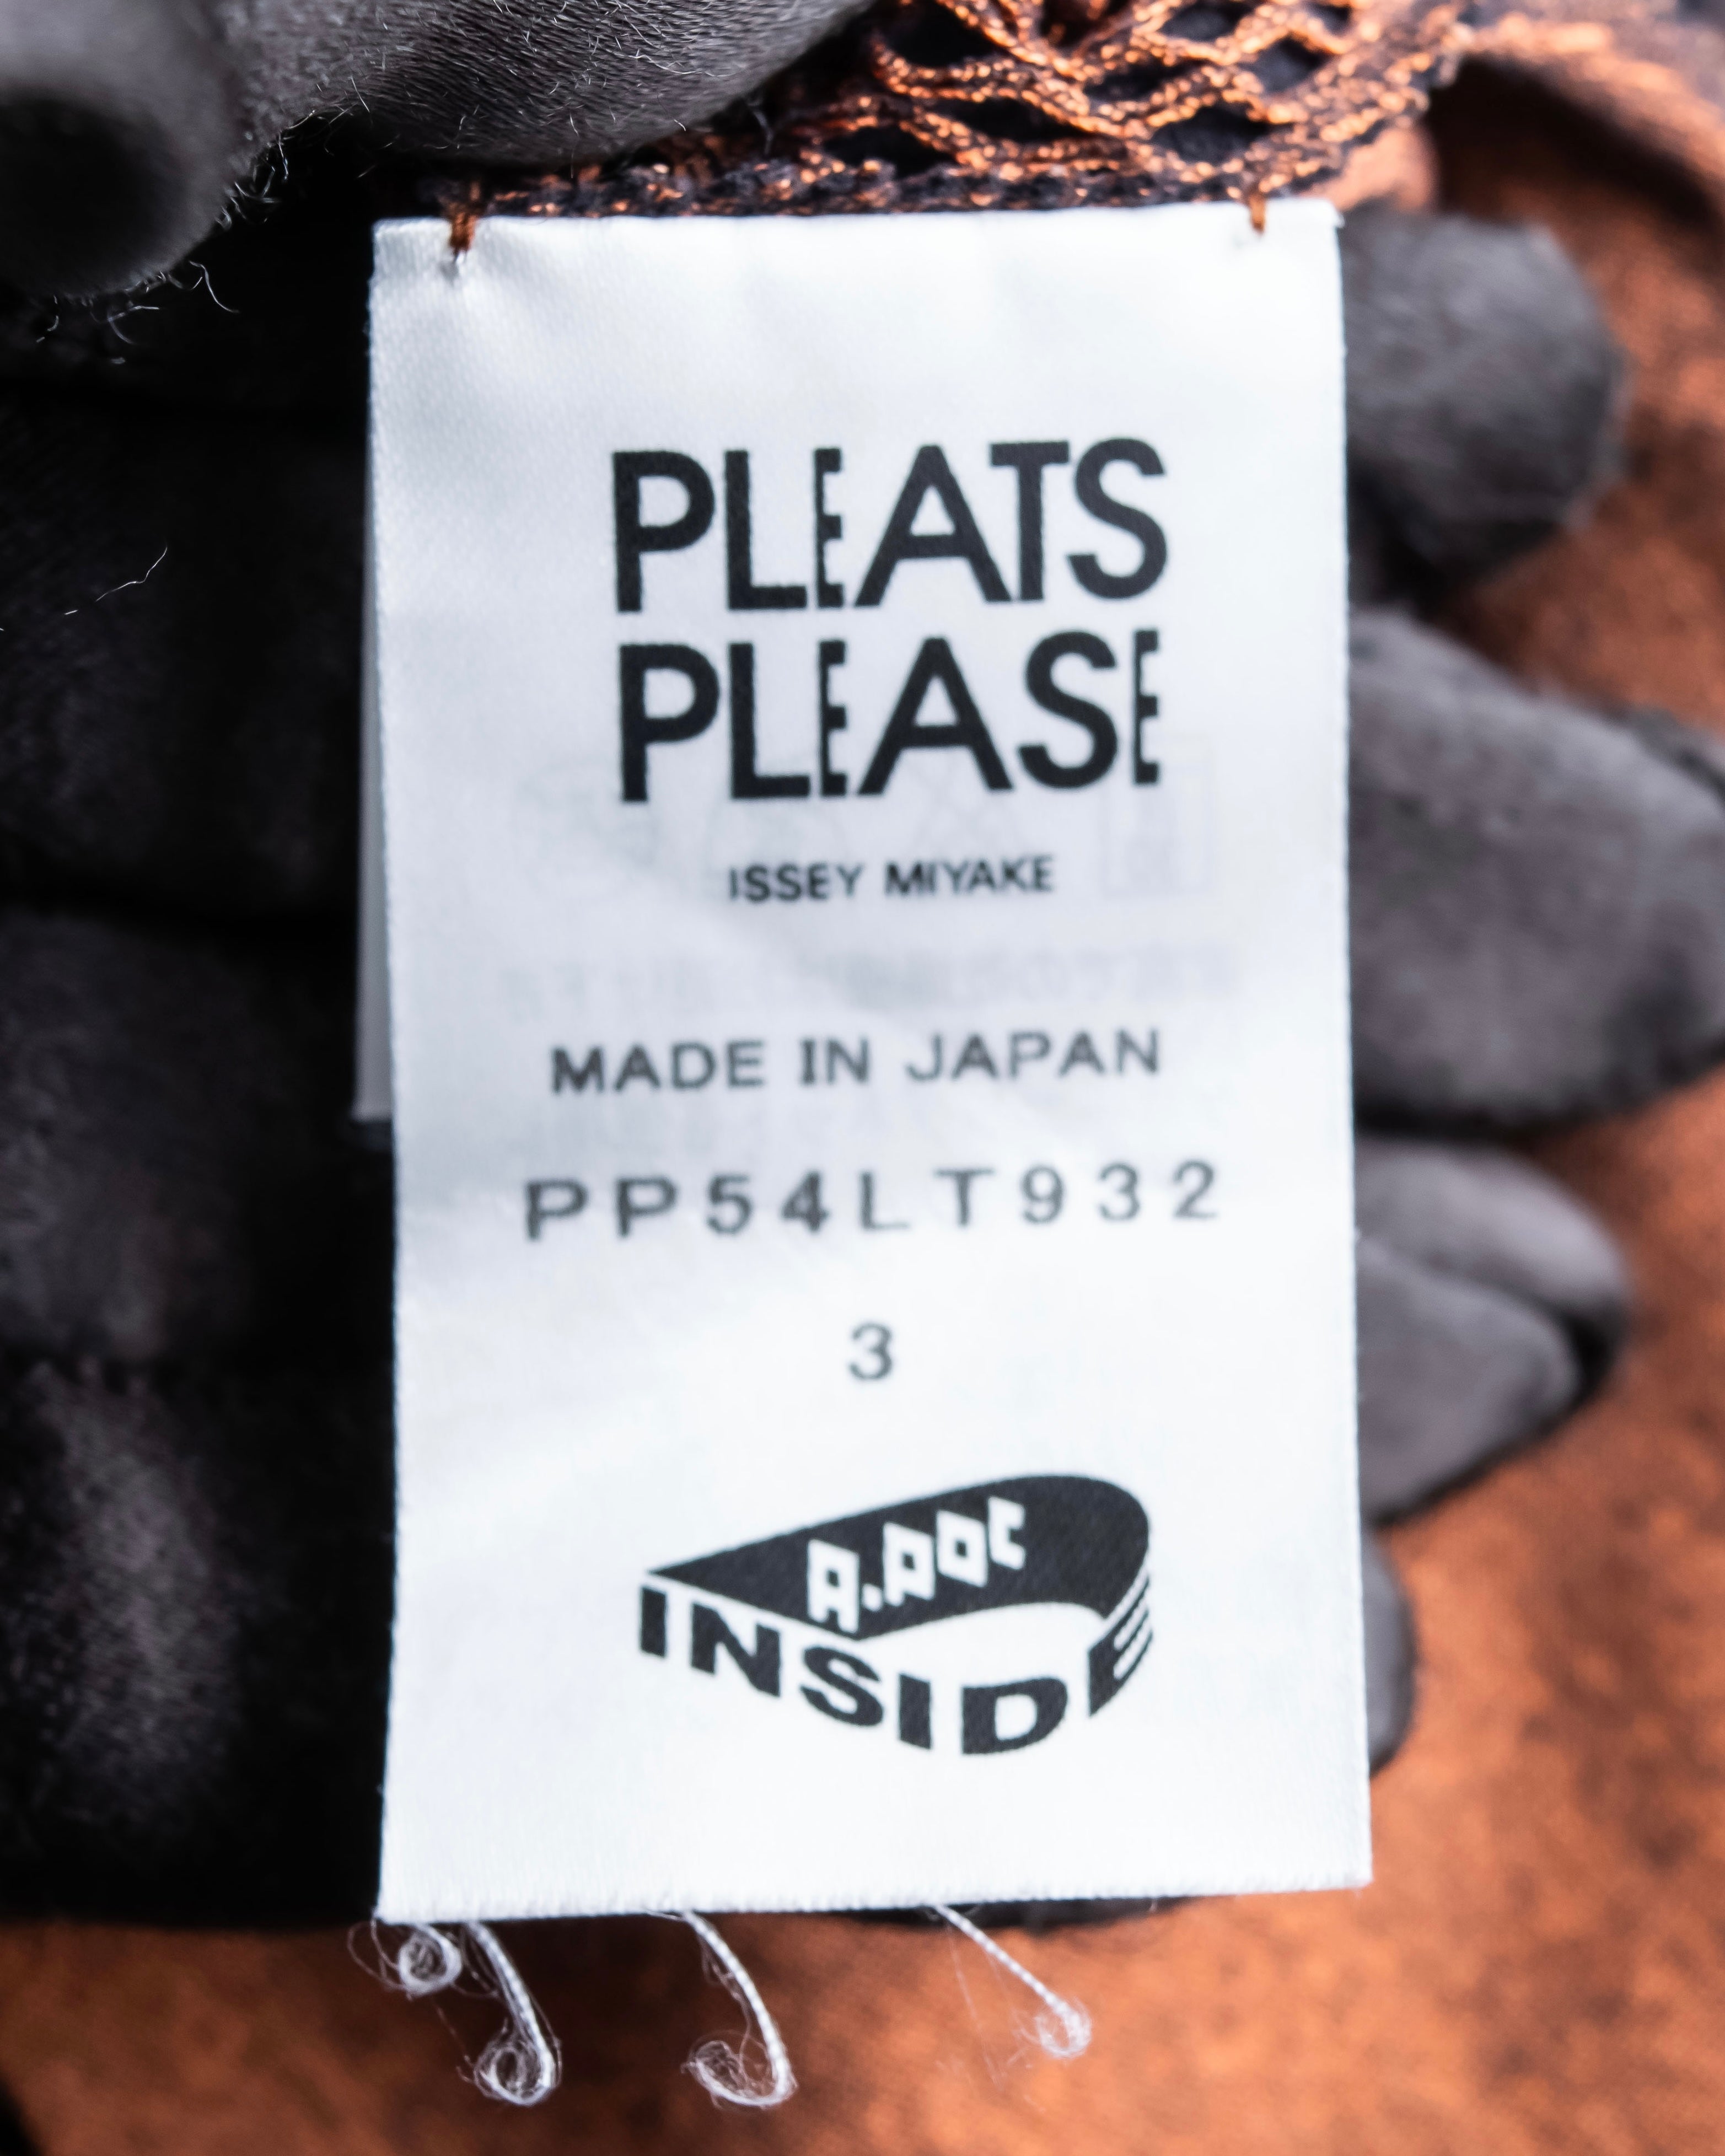 PLEATS
PLEASE
ISSEY MIYAKE
MADE IN JAPAN
PP54LT932
3
A.POC
INSIDE